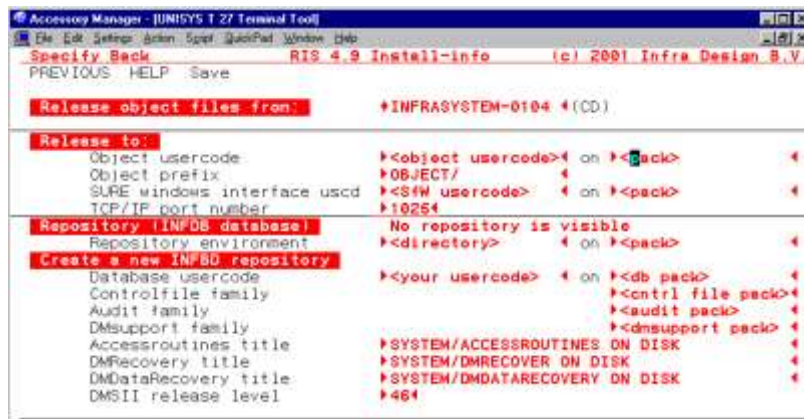 Accessory Manager - [UNISYS T 27 Terminal Tool]
File Edit Settings Action Script QuickPad Window Help
Specify Back RIS 4.9 Install-info (c) 2001 Infra Design B.V
PREVIOUS HELP Save
Release object files from: INFRASYSTEM-0104 (CD)
Release to:
Object usercode <object usercode> on <pack>
Object prefix OBJECT/
SURE windows interface uscd <SfW usercode> on <pack>
TCP/IP port number 1025
Repository (INFDB database) No repository is visible
Repository environment <directory> on <pack>
Create a new INFBD repository
Database usercode <your usercode> on <db pack>
Controlfile family <cntrl file pack>
Audit family <audit pack>
DMsupport family <dmsupport pack>
Accessroutines title SYSTEM/ACCESSROUTINES ON DISK
DMRecovery title SYSTEM/DMRECOVER ON DISK
DMDataRecovery title SYSTEM/DMDATARECOVERY ON DISK
DMSII release level 46